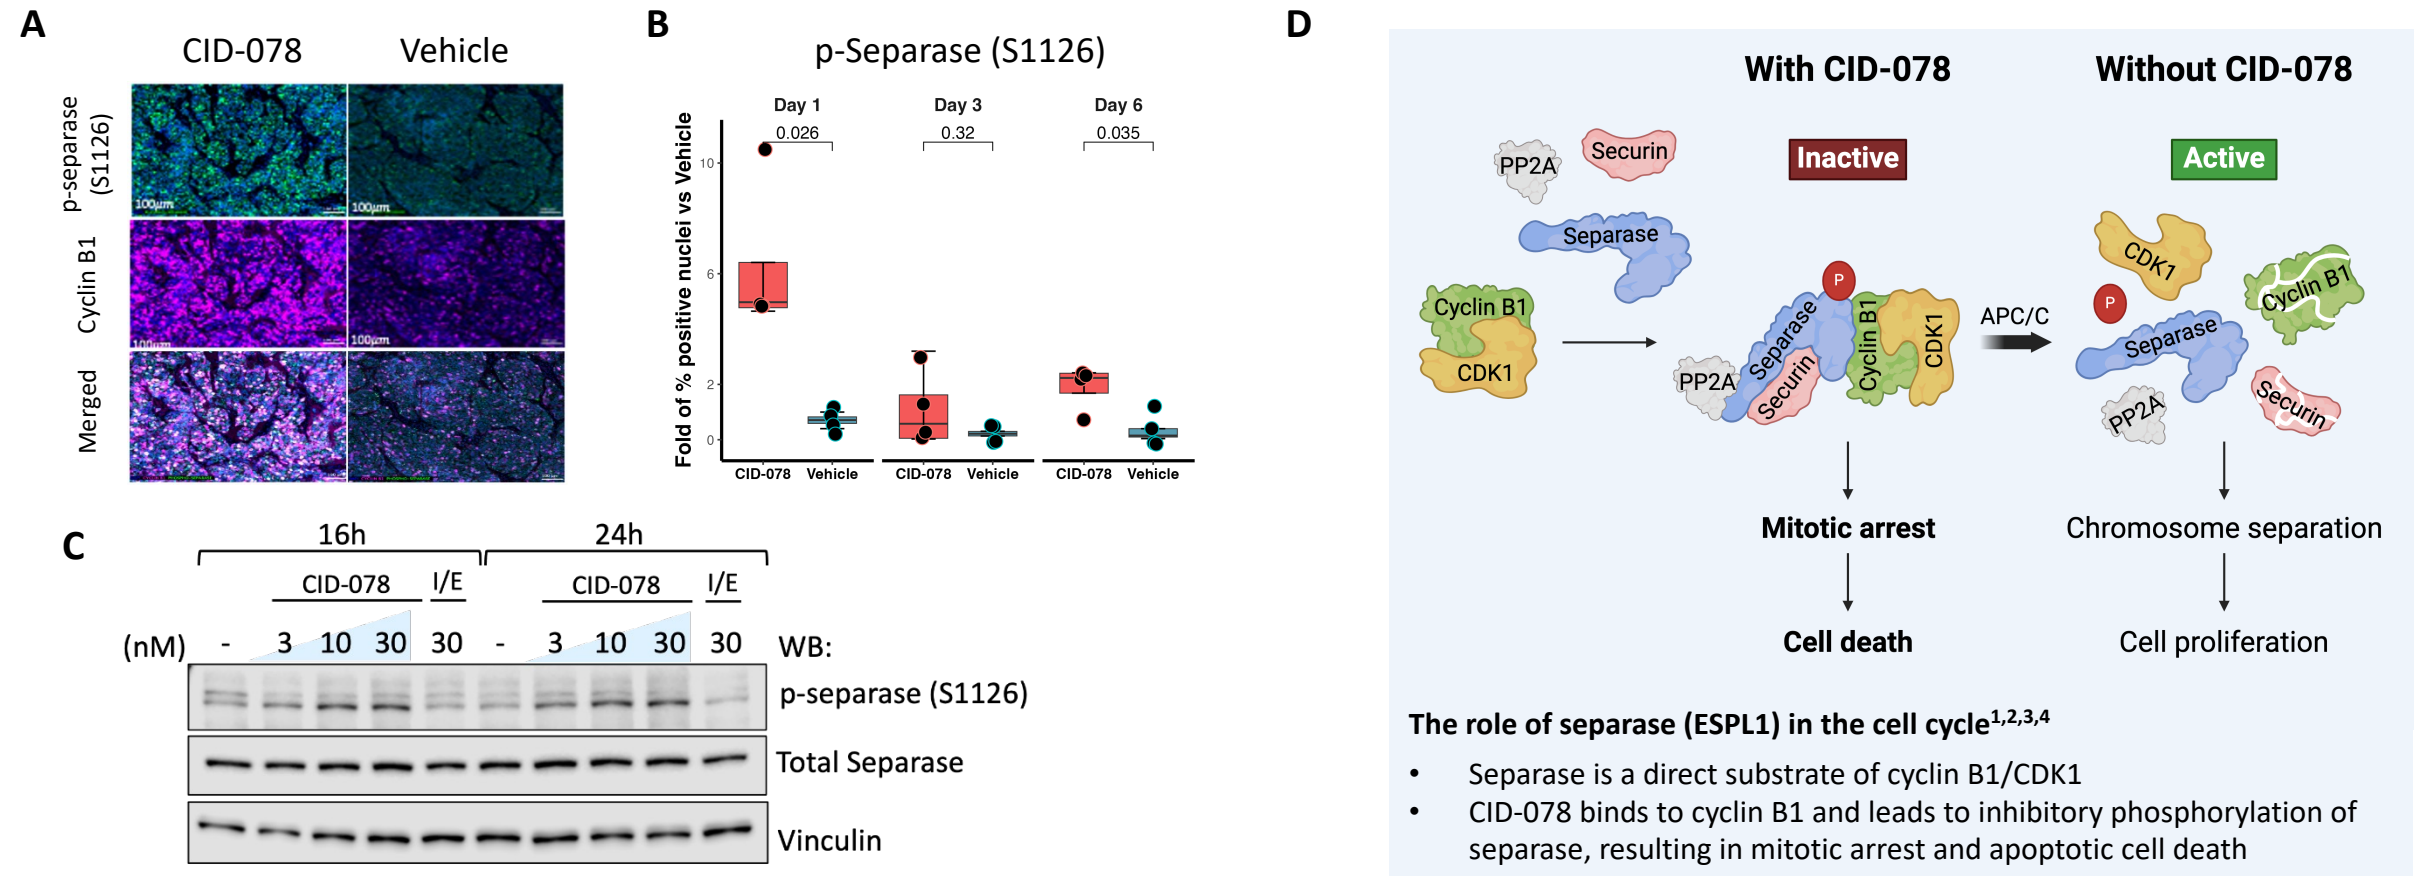 A
CID-078
Vehicle
p-separase
(S1126)
100µm
100µm
Cyclin B1
100µm
100µm
Merged
B
p-Separase (S1126)
Day 1
Day 3
Day 6
0.026
0.32
0.035
Fold of % positive nuclei vs Vehicle
10
6
2
0
CID-078
Vehicle
CID-078
Vehicle
CID-078
Vehicle
C
16h
24h
CID-078
I/E
CID-078
I/E
(nM)
-
3
10
30
30
-
3
10
30
30
WB:
p-separase (S1126)
Total Separase
Vinculin
D
With CID-078
Without CID-078
Inactive
Active
PP2A
Securin
Separase
Cyclin B1
CDK1
P
Separase
Securin
PP2A
Cyclin B1
CDK1
APC/C
CDK1
Cyclin B1
P
Separase
PP2A
Securin
Mitotic arrest
Chromosome separation
Cell death
Cell proliferation
The role of separase (ESPL1) in the cell cycle1,2,3,4
• Separase is a direct substrate of cyclin B1/CDK1
• CID-078 binds to cyclin B1 and leads to inhibitory phosphorylation of
separase, resulting in mitotic arrest and apoptotic cell death